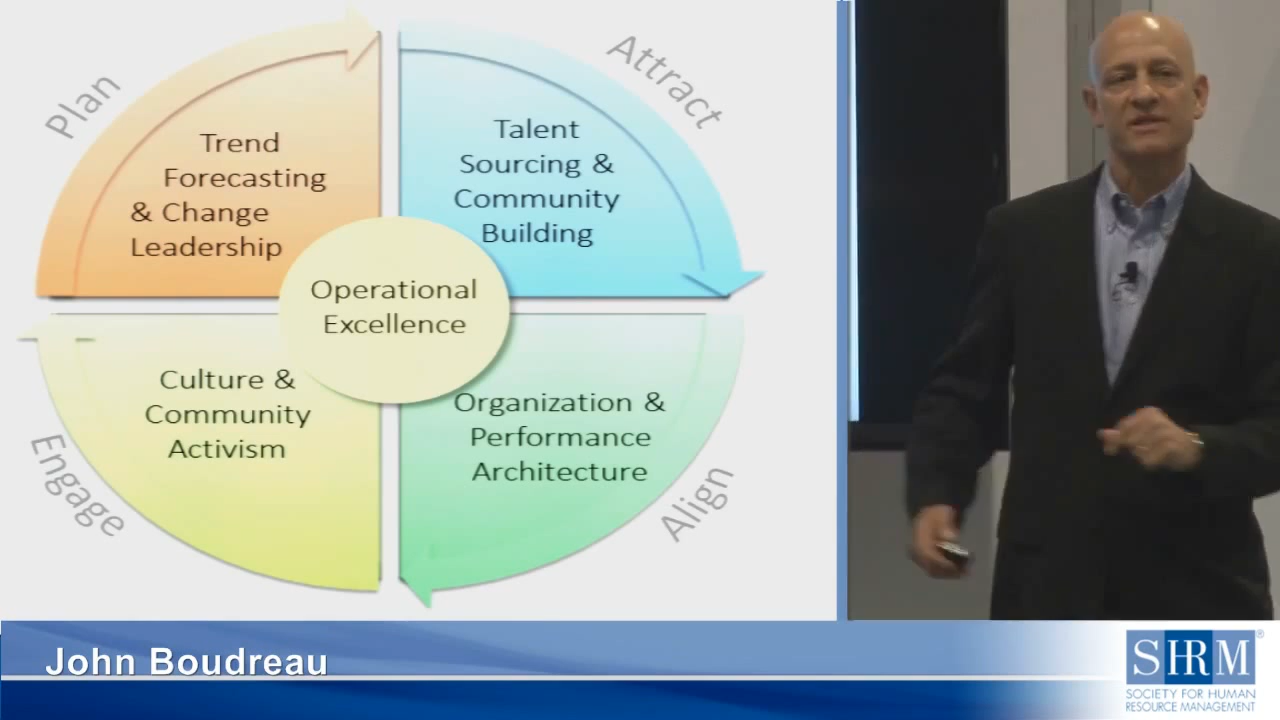 Plan
Attract
Trend
Forecasting
& Change
Leadership
Talent
Sourcing &
Community
Building
Operational
Excellence
Culture &
Community
Activism
Organization &
Performance
Architecture
Engage
Align
John Boudreau
SHRM®
SOCIETY FOR HUMAN
RESOURCE MANAGEMENT